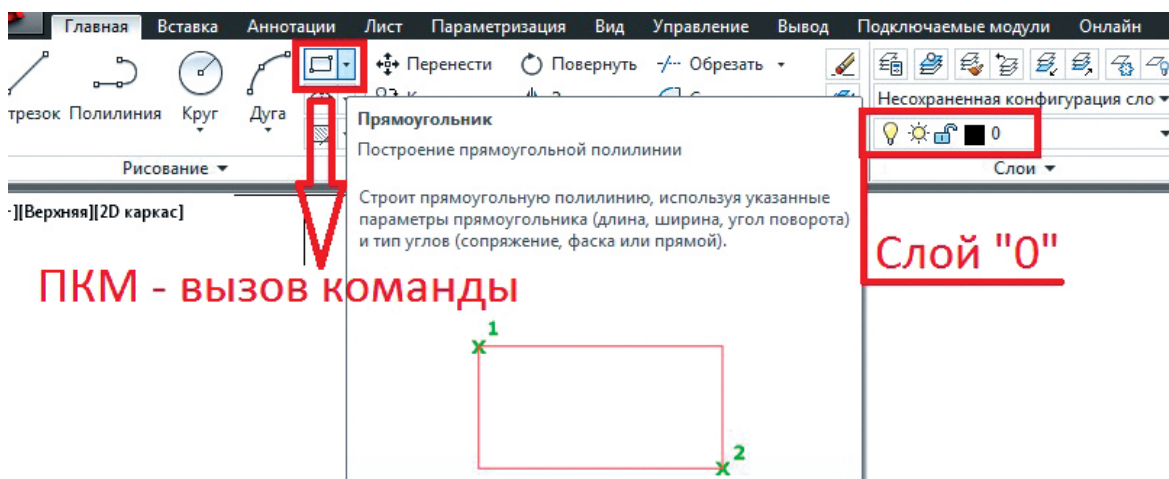 Главная Вставка Аннотации Лист Параметризация Вид Управление Вывод Подключаемые модули Онлайн
Перенести Повернуть Обрезать
трезок Полилиния Круг Дуга
Несохраненная конфигурация сло
0
Рисование
Слои
Прямоугольник
Построение прямоугольной полилинии
Строит прямоугольную полилинию, используя указанные
параметры прямоугольника (длина, ширина, угол поворота)
и тип углов (сопряжение, фаска или прямой).
][Верхняя][2D каркас]
Слой "0"
ПКМ - вызов команды
1
2